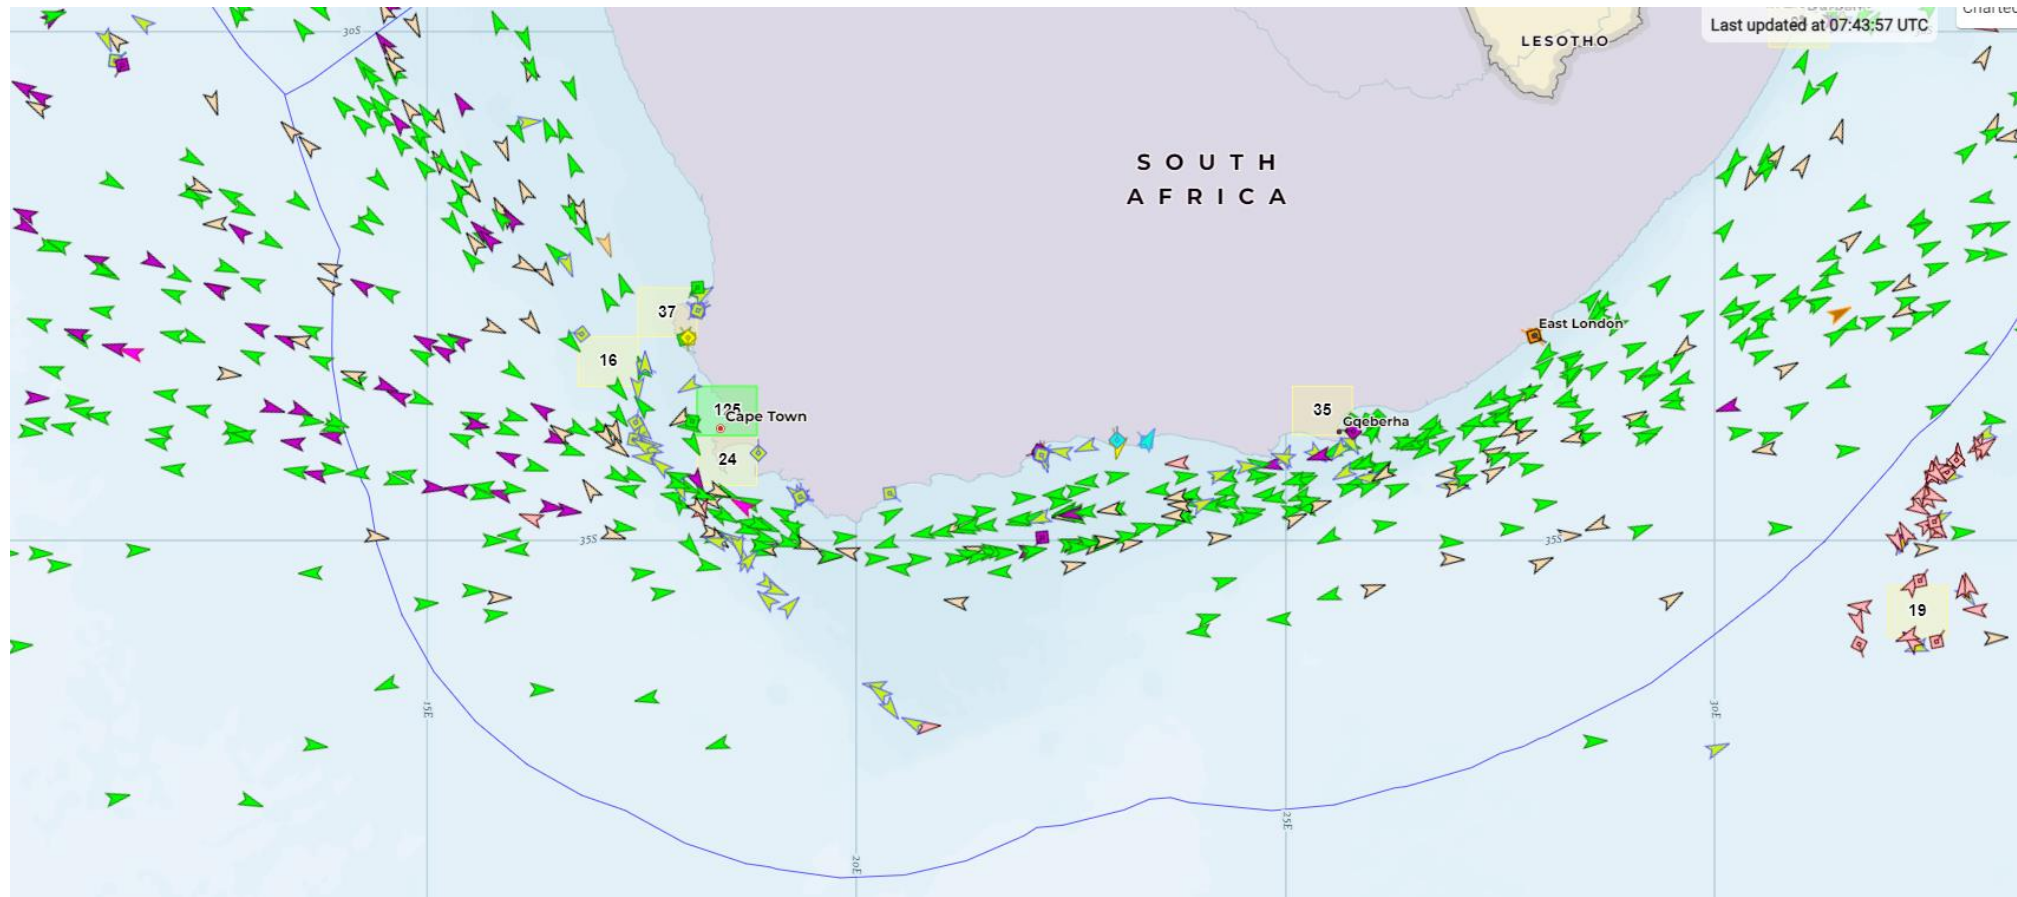 Charted
Last updated at 07:43:57 UTC
30S
LESOTHO
SOUTH
AFRICA
37
East London
16
125
Cape Town
35
Gqeberha
24
35S
35S
19
15E
30E
25E
20E